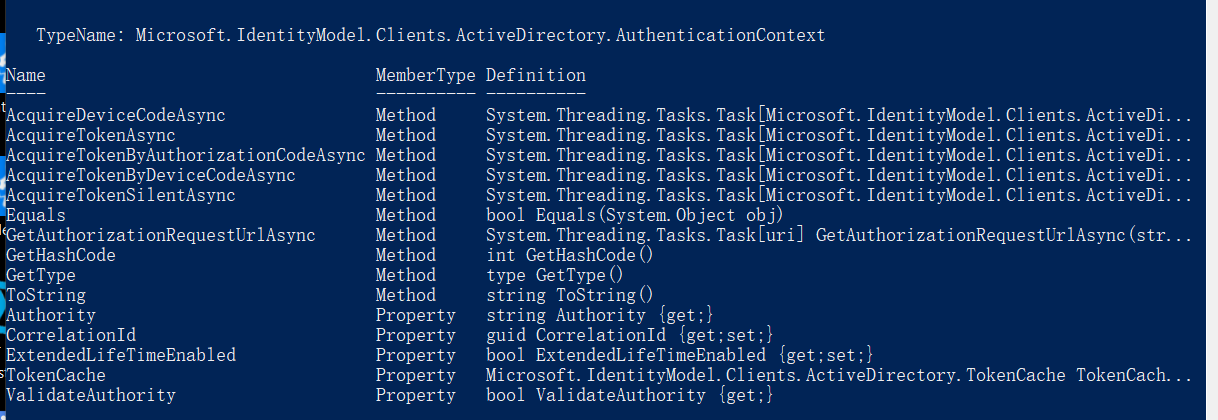 TypeName: Microsoft.IdentityModel.Clients.ActiveDirectory.AuthenticationContext
Name MemberType Definition
---- ---------- ----------
AcquireDeviceCodeAsync Method System.Threading.Tasks.Task[Microsoft.IdentityModel.Clients.ActiveDi...
AcquireTokenAsync Method System.Threading.Tasks.Task[Microsoft.IdentityModel.Clients.ActiveDi...
AcquireTokenByAuthorizationCodeAsync Method System.Threading.Tasks.Task[Microsoft.IdentityModel.Clients.ActiveDi...
AcquireTokenByDeviceCodeAsync Method System.Threading.Tasks.Task[Microsoft.IdentityModel.Clients.ActiveDi...
AcquireTokenSilentAsync Method System.Threading.Tasks.Task[Microsoft.IdentityModel.Clients.ActiveDi...
Equals Method bool Equals(System.Object obj)
GetAuthorizationRequestUrlAsync Method System.Threading.Tasks.Task[uri] GetAuthorizationRequestUrlAsync(str...
GetHashCode Method int GetHashCode()
GetType Method type GetType()
ToString Method string ToString()
Authority Property string Authority {get;}
CorrelationId Property guid CorrelationId {get;set;}
ExtendedLifeTimeEnabled Property bool ExtendedLifeTimeEnabled {get;set;}
TokenCache Property Microsoft.IdentityModel.Clients.ActiveDirectory.TokenCache TokenCach...
ValidateAuthority Property bool ValidateAuthority {get;}